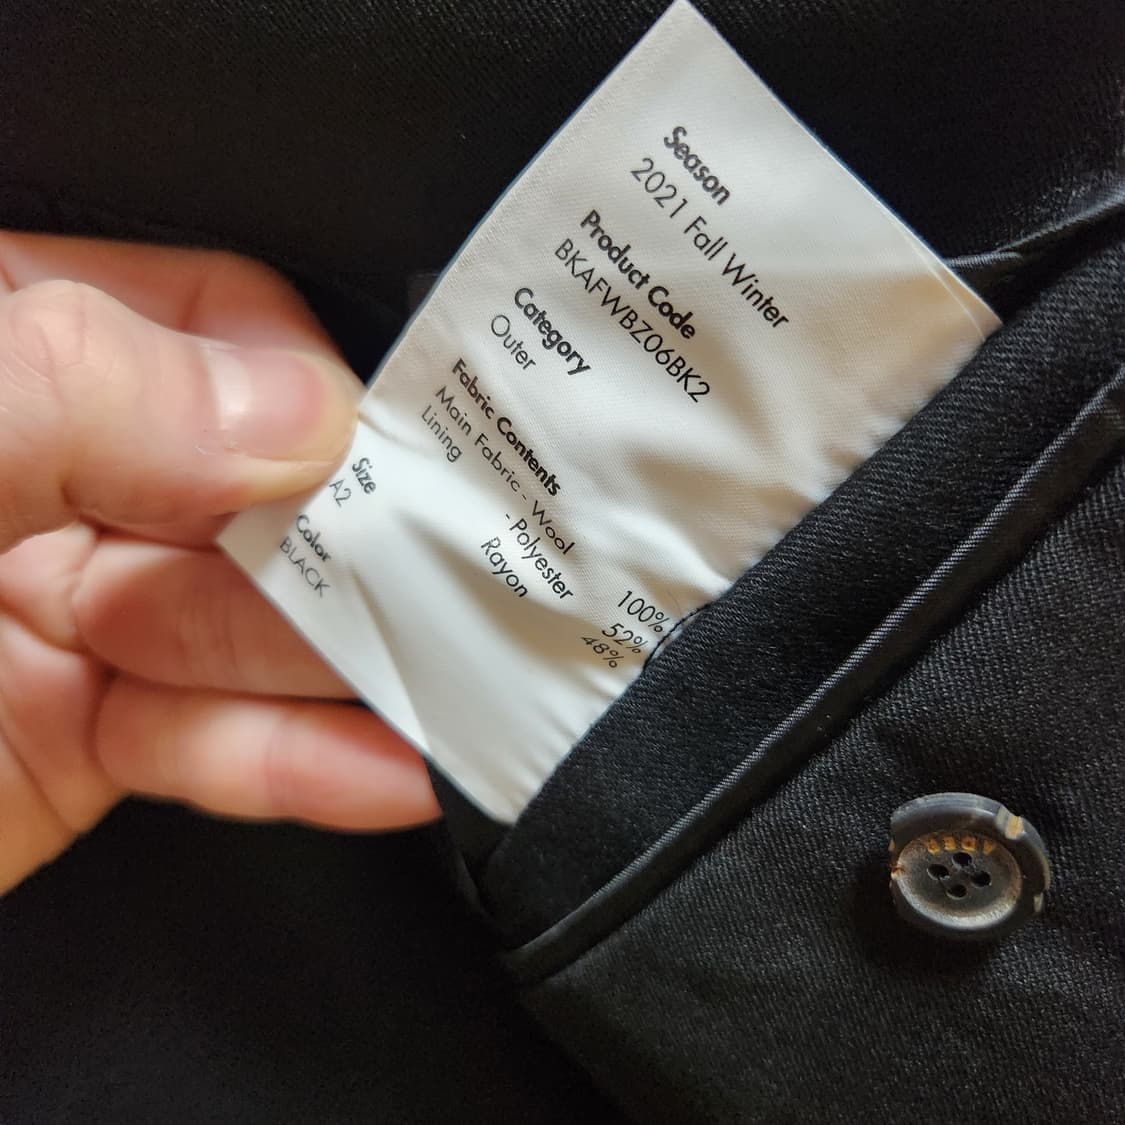 Season
2021 Fall Winter
Product Code
BKAFWBZ06BK2
Category
Outer
Fabric Contents
Main Fabric - Wool 100%
Lining - Polyester 52%
Rayon 48%
Size
A2
Color
BLACK
ADER